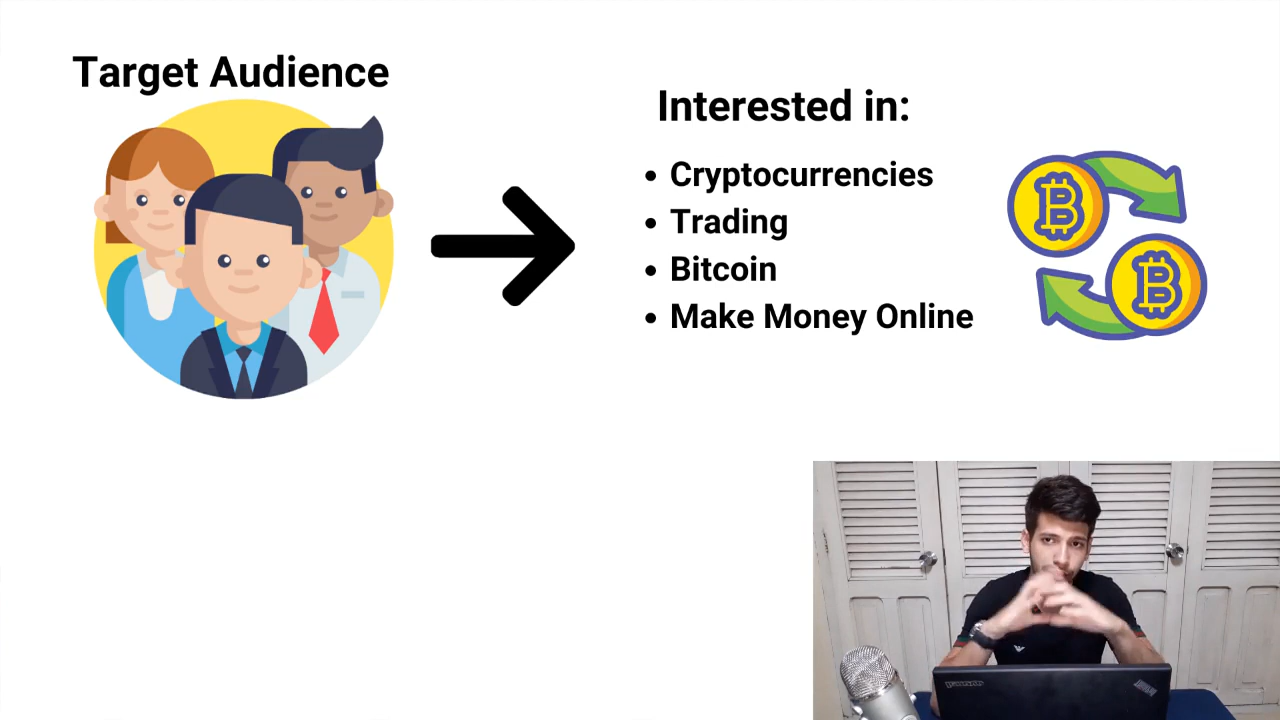 Target Audience
Interested in:
• Cryptocurrencies
• Trading
• Bitcoin
• Make Money Online